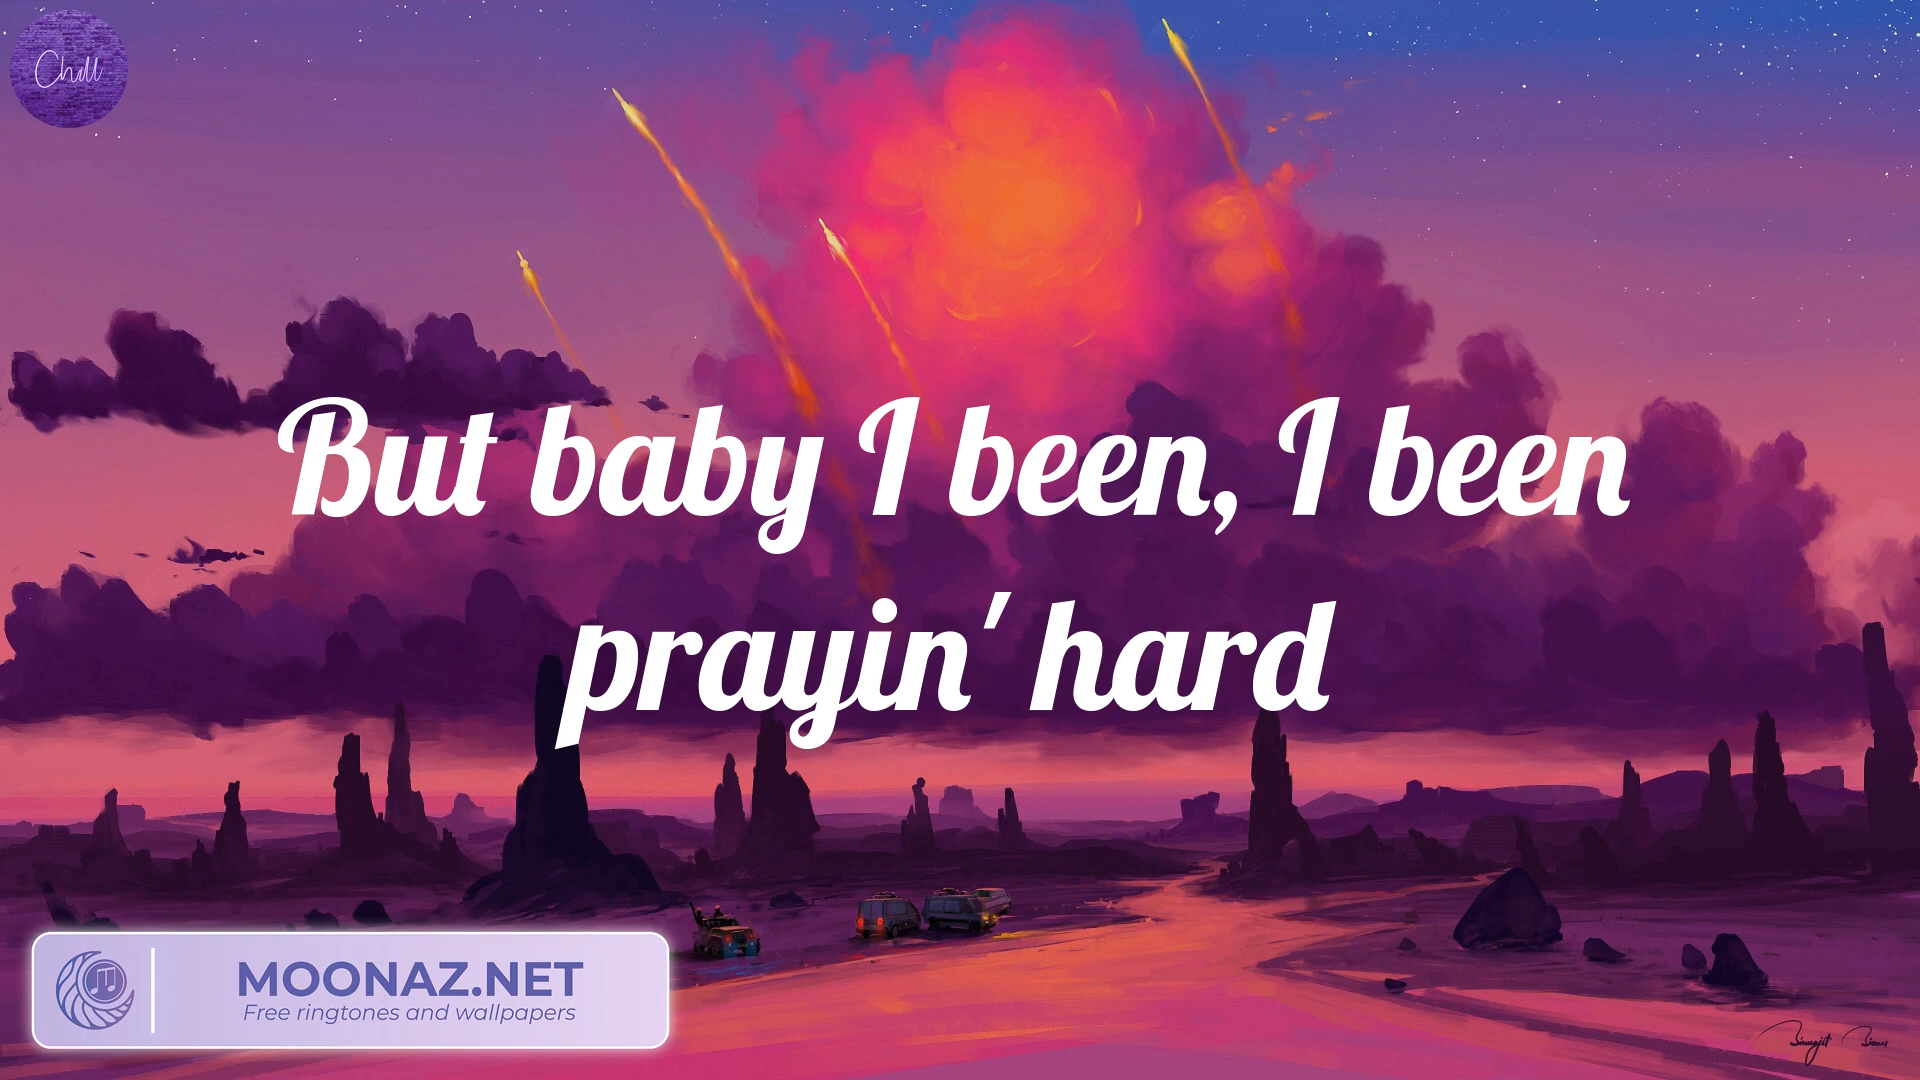 Chill
But baby I been, I been
prayin' hard
MOONAZ.NET
Free ringtones and wallpapers